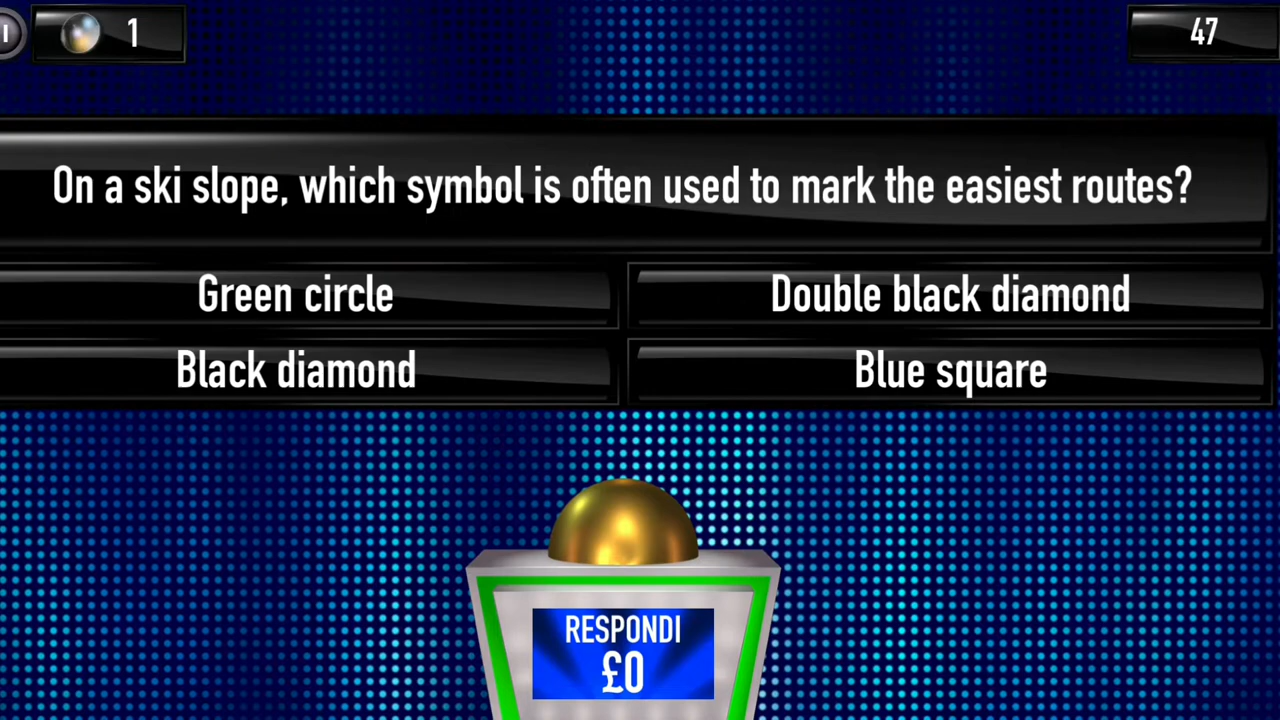 1
47
On a ski slope, which symbol is often used to mark the easiest routes?
Green circle
Double black diamond
Black diamond
Blue square
RESPONDI
£0